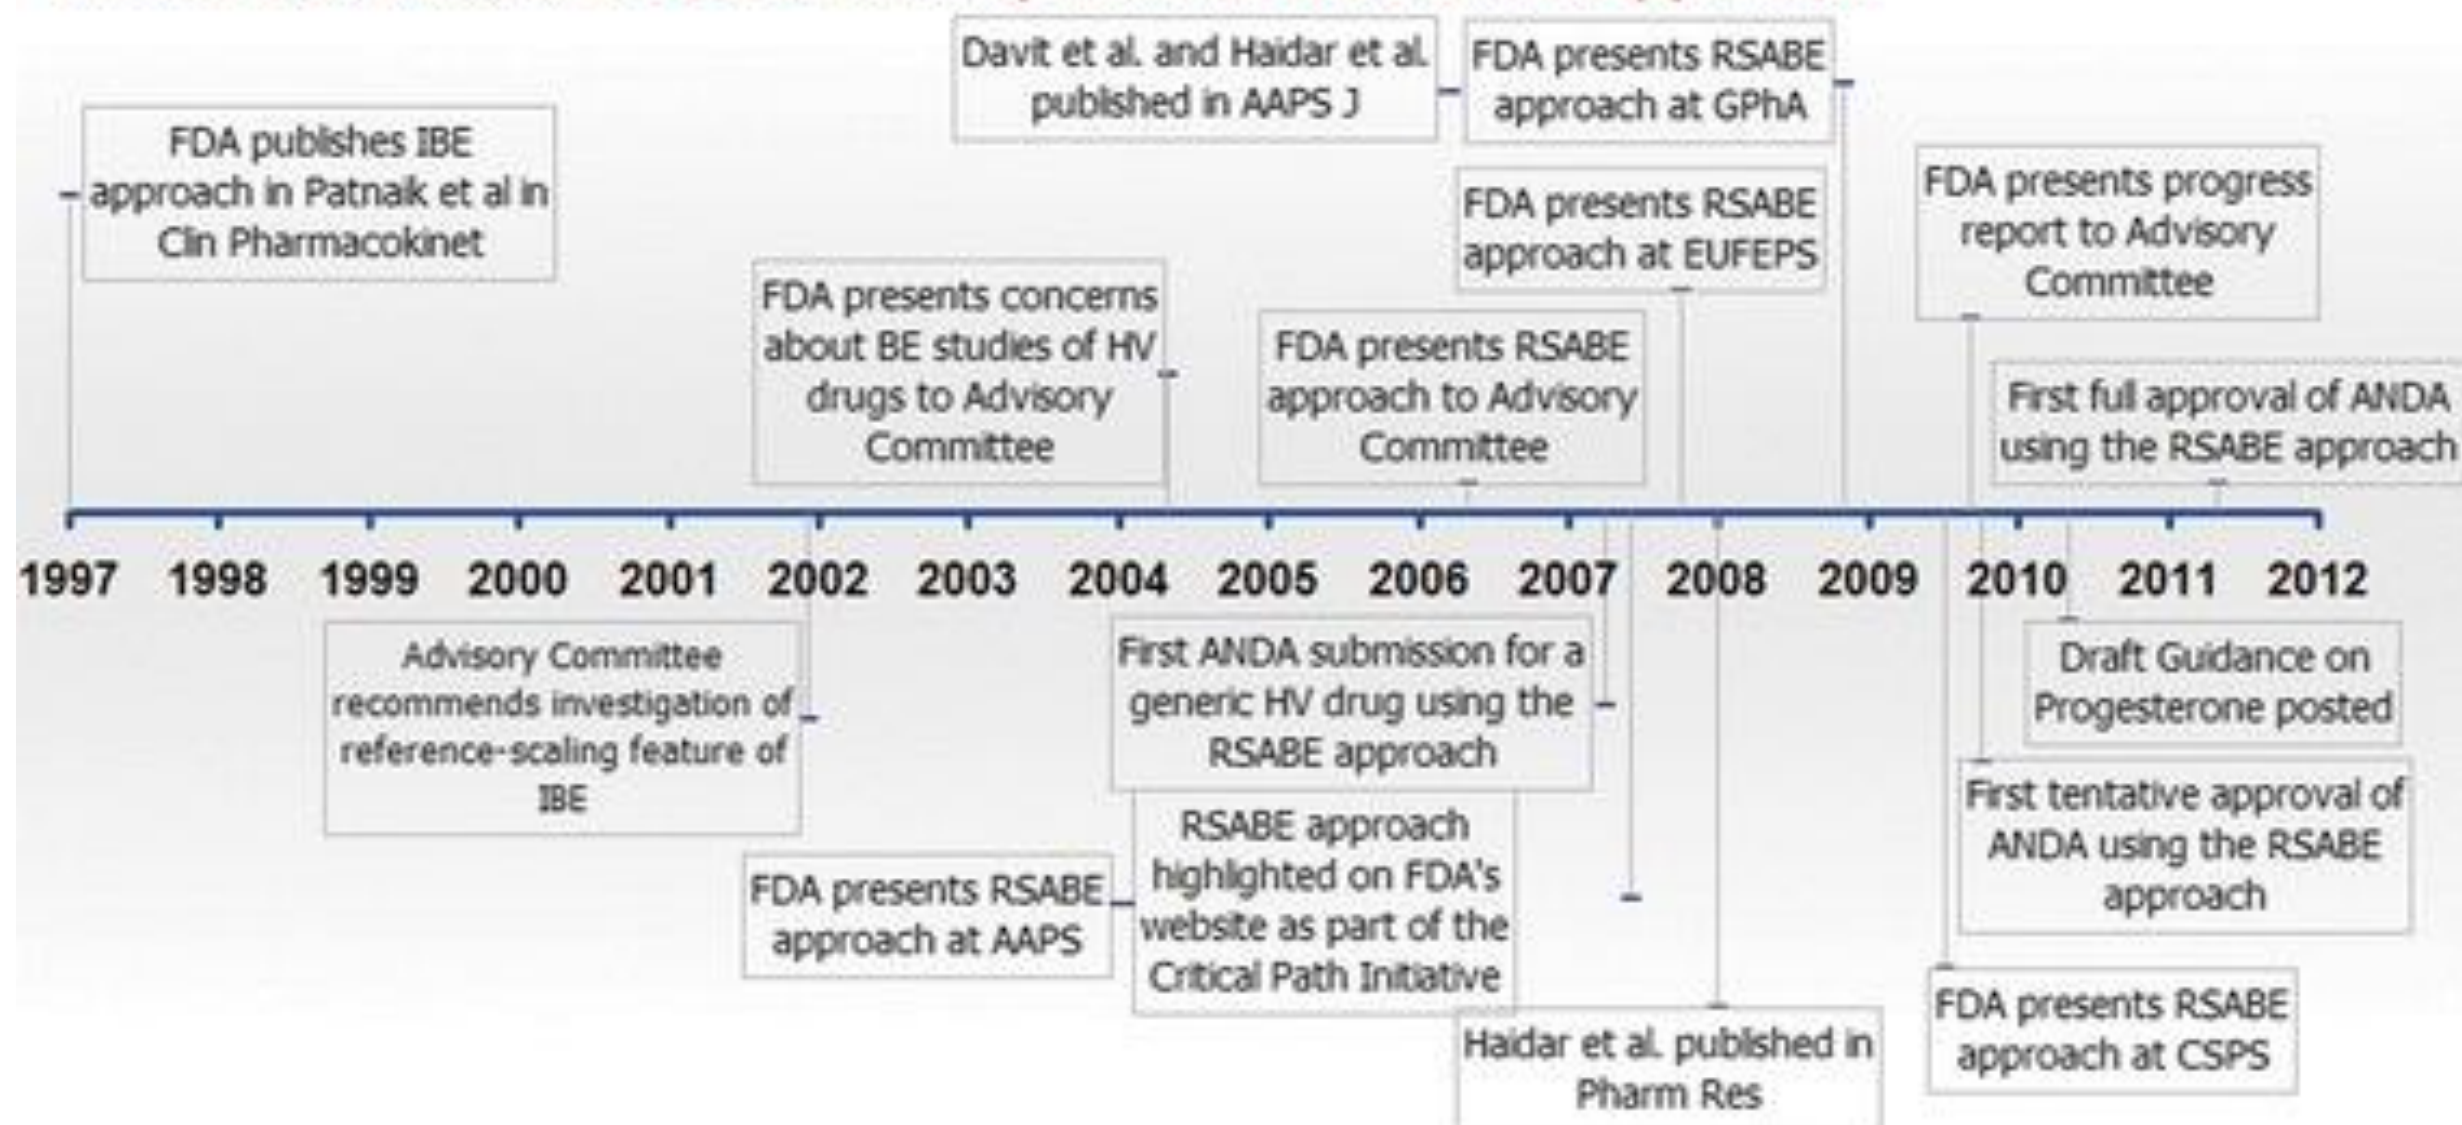 Davit et al. and Haidar et al.
published in AAPS J
FDA presents RSABE
approach at GPhA
FDA publishes IBE
approach in Patnaik et al in
Clin Pharmacokinet
FDA presents RSABE
approach at EUFEPS
FDA presents progress
report to Advisory
Committee
FDA presents concerns
about BE studies of HV
drugs to Advisory
Committee
FDA presents RSABE
approach to Advisory
Committee
First full approval of ANDA
using the RSABE approach
1997 1998 1999 2000 2001 2002 2003 2004 2005 2006 2007 2008 2009 2010 2011 2012
Advisory Committee
recommends investigation of
reference-scaling feature of
IBE
First ANDA submission for a
generic HV drug using the
RSABE approach
Draft Guidance on
Progesterone posted
First tentative approval of
ANDA using the RSABE
approach
RSABE approach
highlighted on FDA's
website as part of the
Critical Path Initiative
FDA presents RSABE
approach at AAPS
FDA presents RSABE
approach at CSPS
Haidar et al. published in
Pharm Res